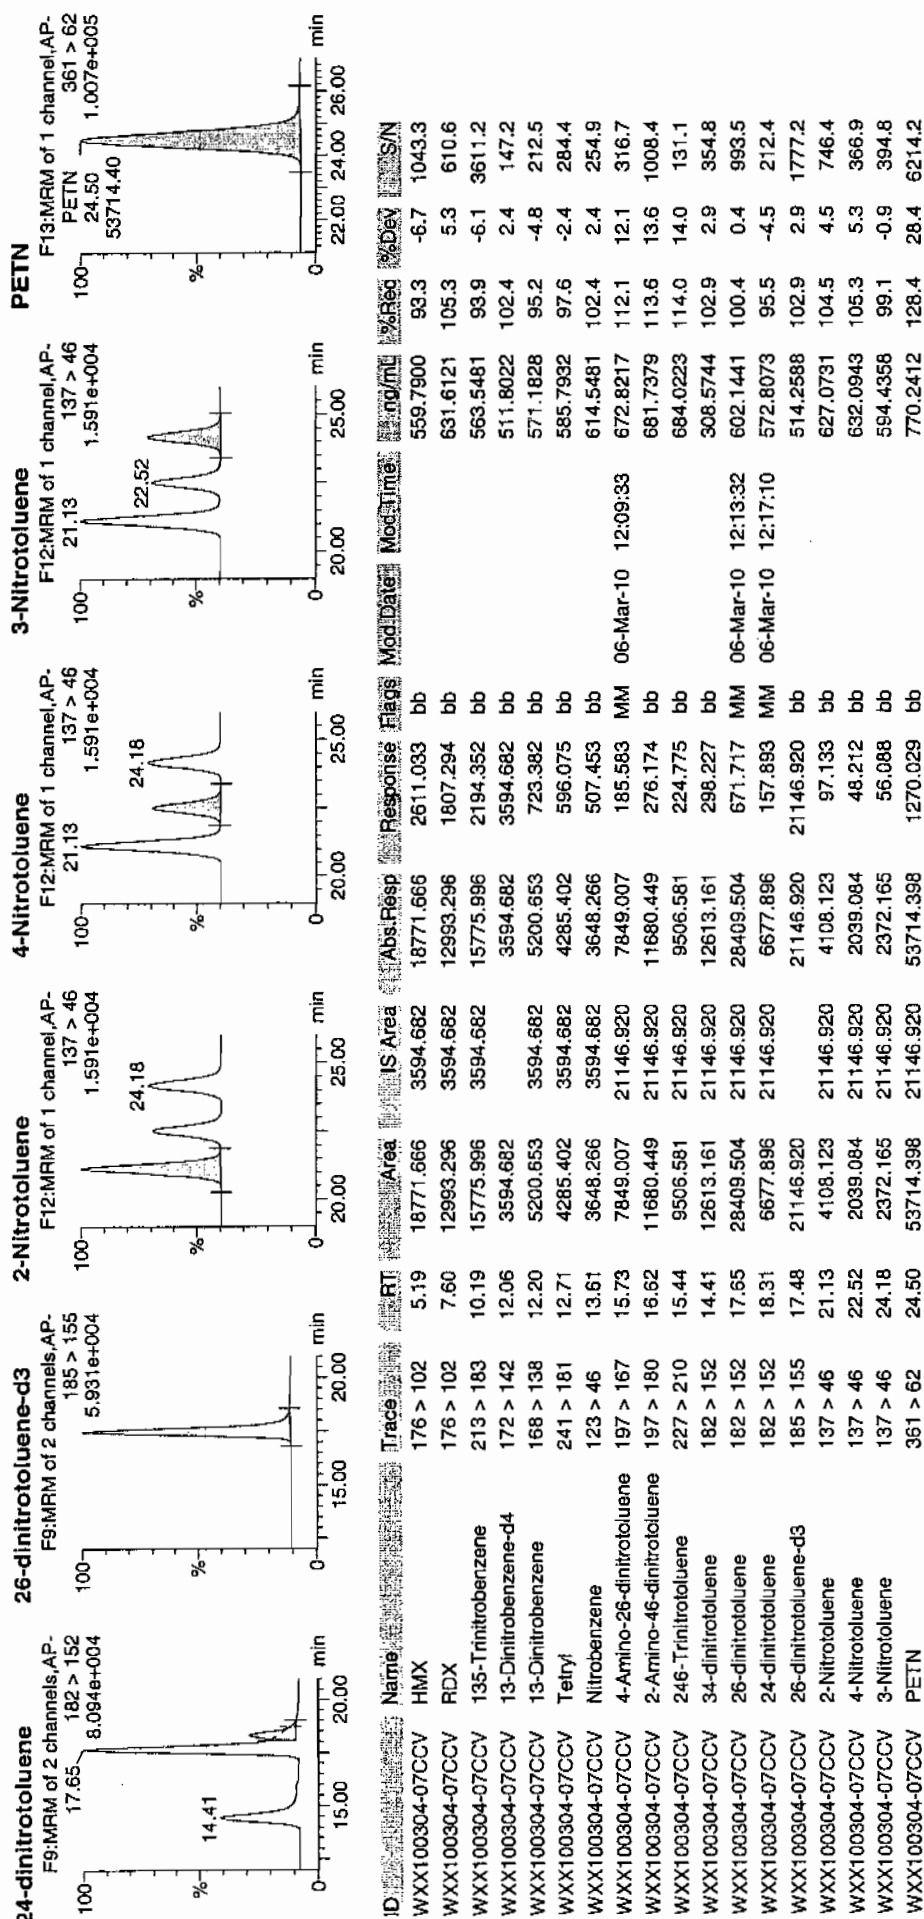 24-dinitrotoluene
F9:MRM of 2 channels,AP-
182 > 152
8.094e+004
17.65
14.41
100
%
0
15.00
20.00
min
26-dinitrotoluene-d3
F9:MRM of 2 channels,AP-
185 > 155
5.931e+004
100
%
0
15.00
20.00
min
2-Nitrotoluene
F12:MRM of 1 channel,AP-
137 > 46
1.591e+004
24.18
100
%
0
20.00
25.00
min
4-Nitrotoluene
F12:MRM of 1 channel,AP-
21.13
137 > 46
1.591e+004
24.18
100
%
0
20.00
25.00
min
3-Nitrotoluene
F12:MRM of 1 channel,AP-
21.13
137 > 46
1.591e+004
22.52
100
%
0
20.00
25.00
min
PETN
F13:MRM of 1 channel,AP-
PETN
24.50
53714.40
361 > 62
1.007e+005
100
%
0
22.00
24.00
26.00
min
ID Name Trace RT Area IS Area Abs.Resp Response Flags Mod.Date Mod.Time ng/mL %Rec %Dev S/N
WXX100304-07CCV HMX 176 > 102 5.19 18771.666 3594.682 18771.666 2611.033 bb 559.7900 93.3 -6.7 1043.3
WXX100304-07CCV RDX 176 > 102 7.60 12993.296 3594.682 12993.296 1807.294 bb 631.6121 105.3 5.3 610.6
WXX100304-07CCV 135-Trinitrobenzene 213 > 183 10.19 15775.996 3594.682 15775.996 2194.352 bb 563.5481 93.9 -6.1 3611.2
WXX100304-07CCV 13-Dinitrobenzene-d4 172 > 142 12.06 3594.682 3594.682 3594.682 bb 511.8022 102.4 2.4 147.2
WXX100304-07CCV 13-Dinitrobenzene 168 > 138 12.20 5200.653 3594.682 5200.653 723.382 bb 571.1828 95.2 -4.8 212.5
WXX100304-07CCV Tetryl 241 > 181 12.71 4285.402 3594.682 4285.402 596.075 bb 585.7932 97.6 -2.4 284.4
WXX100304-07CCV Nitrobenzene 123 > 46 13.61 3648.266 3594.682 3648.266 507.453 bb 614.5481 102.4 2.4 254.9
WXX100304-07CCV 4-Amino-26-dinitrotoluene 197 > 167 15.73 7849.007 21146.920 7849.007 185.583 MM 06-Mar-10 12:09:33 672.8217 112.1 12.1 316.7
WXX100304-07CCV 2-Amino-46-dinitrotoluene 197 > 180 16.62 11680.449 21146.920 11680.449 276.174 bb 681.7379 113.6 13.6 1008.4
WXX100304-07CCV 246-Trinitrotoluene 227 > 210 15.44 9506.581 21146.920 9506.581 224.775 bb 684.0223 114.0 14.0 131.1
WXX100304-07CCV 34-dinitrotoluene 182 > 152 14.41 12613.161 21146.920 12613.161 298.227 bb 308.5744 102.9 2.9 354.8
WXX100304-07CCV 26-dinitrotoluene 182 > 152 17.65 28409.504 21146.920 28409.504 671.717 MM 06-Mar-10 12:13:32 602.1441 100.4 0.4 993.5
WXX100304-07CCV 24-dinitrotoluene 182 > 152 18.31 6677.896 21146.920 6677.896 157.893 MM 06-Mar-10 12:17:10 572.8073 95.5 -4.5 212.4
WXX100304-07CCV 26-dinitrotoluene-d3 185 > 155 17.48 21146.920 21146.920 21146.920 bb 514.2588 102.9 2.9 1777.2
WXX100304-07CCV 2-Nitrotoluene 137 > 46 21.13 4108.123 21146.920 4108.123 97.133 bb 627.0731 104.5 4.5 746.4
WXX100304-07CCV 4-Nitrotoluene 137 > 46 22.52 2039.084 21146.920 2039.084 48.212 bb 632.0943 105.3 5.3 366.9
WXX100304-07CCV 3-Nitrotoluene 137 > 46 24.18 2372.165 21146.920 2372.165 56.088 bb 594.4358 99.1 -0.9 394.8
WXX100304-07CCV PETN 361 > 62 24.50 53714.398 21146.920 53714.398 1270.029 bb 770.2412 128.4 28.4 6214.2